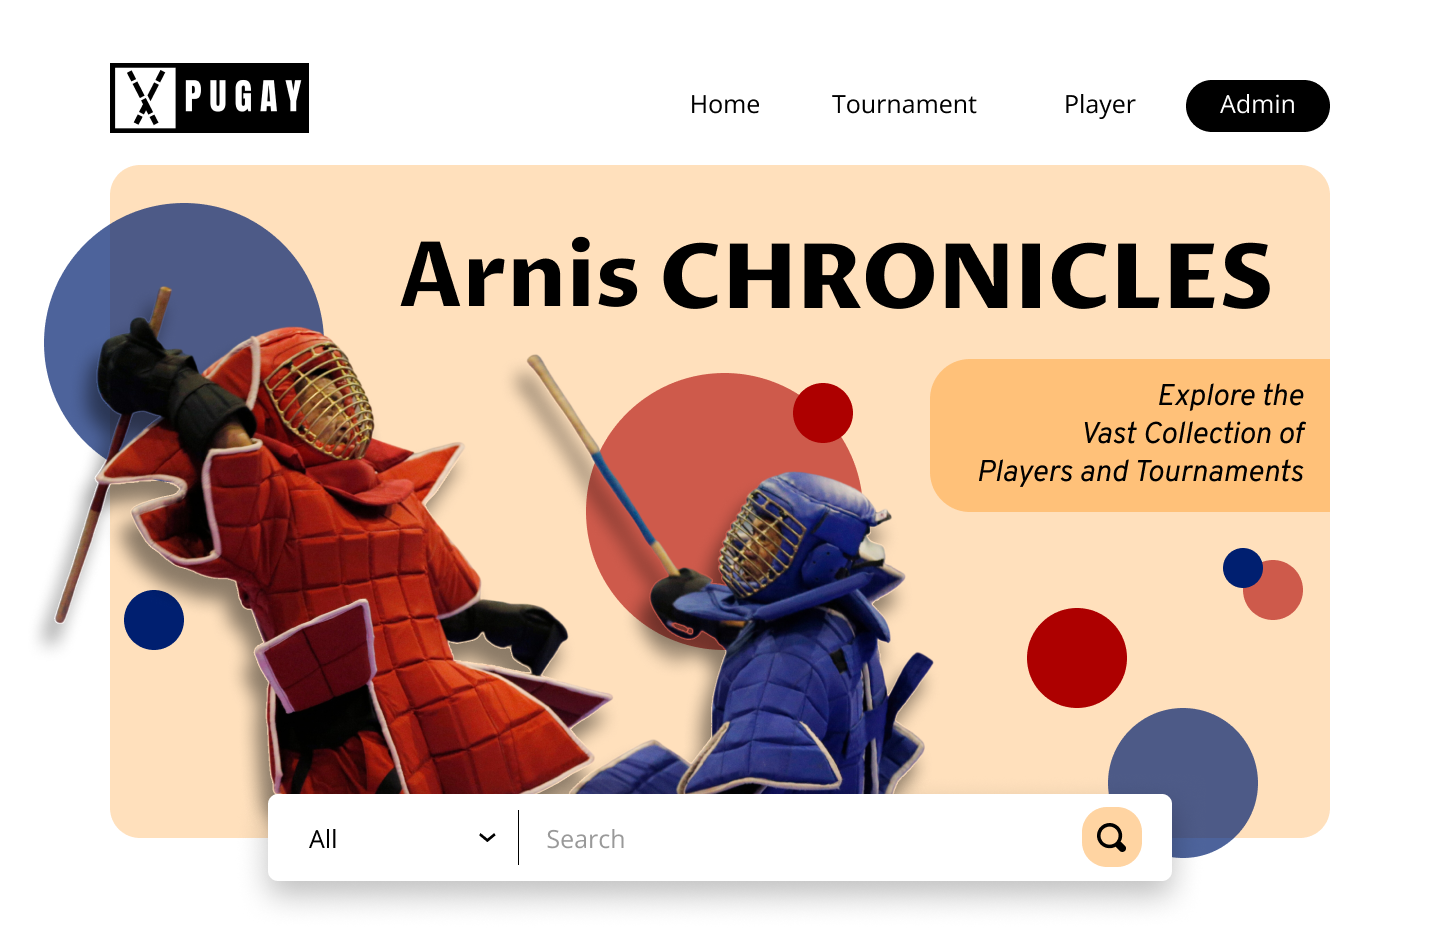 PUGAY
Home
Tournament
Player
Admin
Arnis CHRONICLES
Explore the
Vast Collection of
Players and Tournaments
All
Search